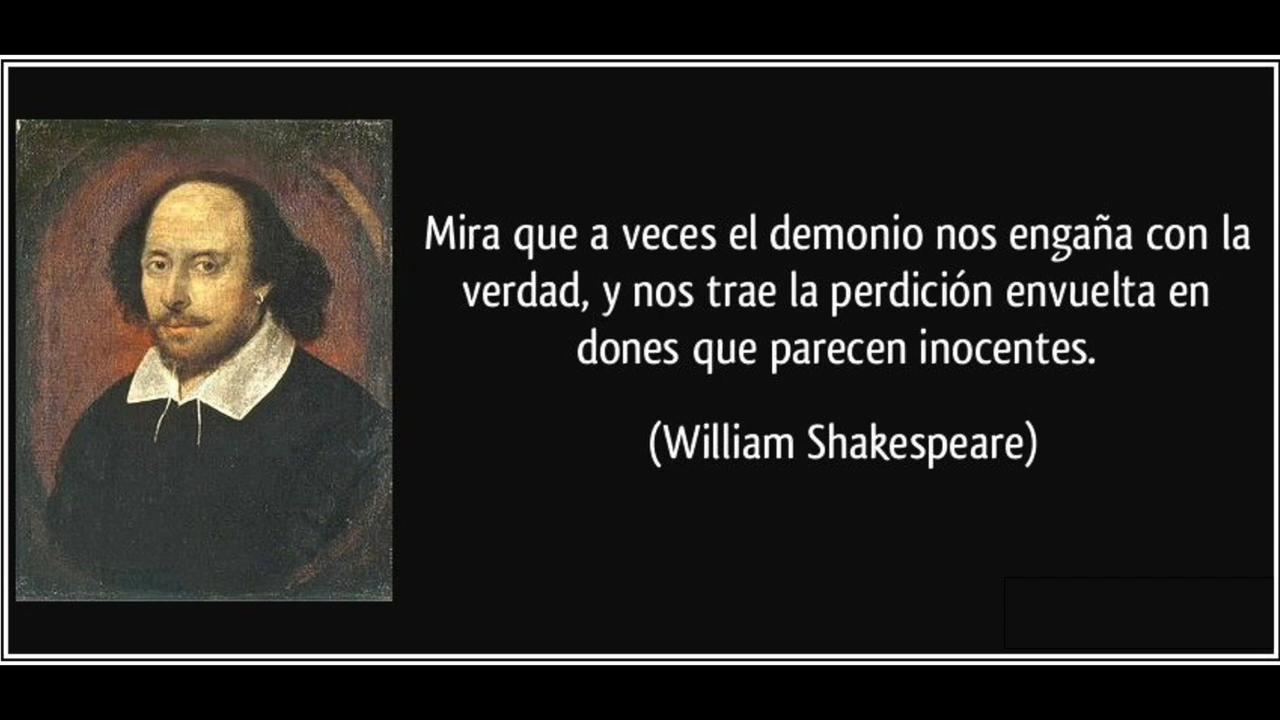 Mira que a veces el demonio nos engaña con la
verdad, y nos trae la perdición envuelta en
dones que parecen inocentes.
(William Shakespeare)